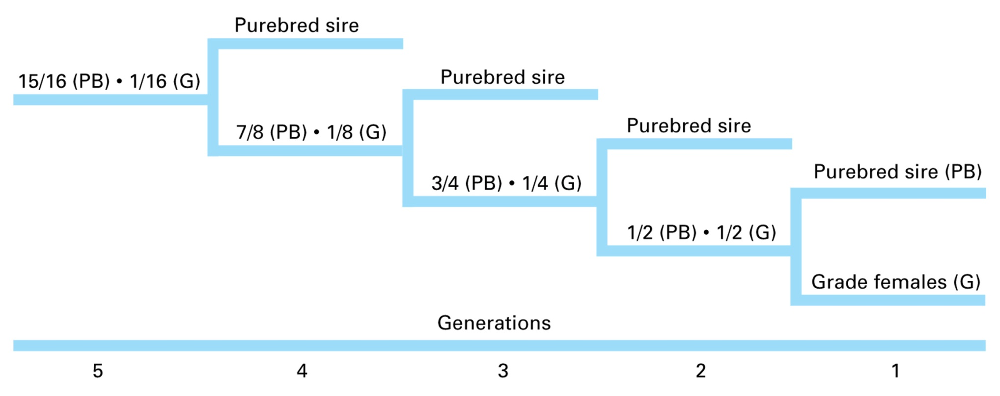 Purebred sire
15/16 (PB) • 1/16 (G)
Purebred sire
7/8 (PB) • 1/8 (G)
Purebred sire
3/4 (PB) • 1/4 (G)
Purebred sire (PB)
1/2 (PB) • 1/2 (G)
Grade females (G)
Generations
5 4 3 2 1